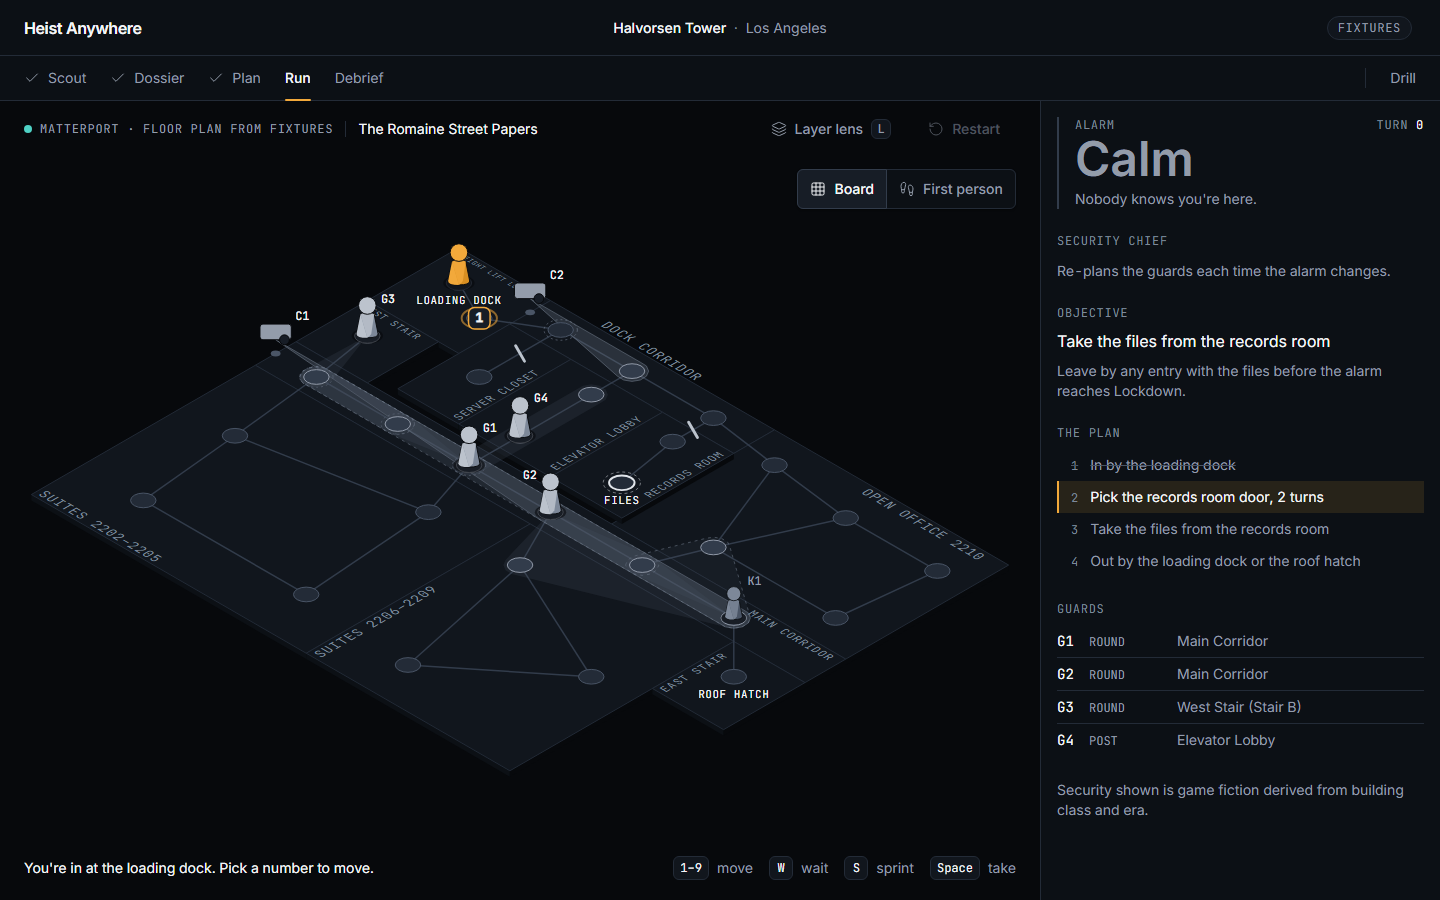 Heist Anywhere
Halvorsen Tower · Los Angeles
FIXTURES
Scout
Dossier
Plan
Run
Debrief
Drill
MATTERPORT · FLOOR PLAN FROM FIXTURES
The Romaine Street Papers
Layer lens L
Restart
Board
First person
C2
G3
LOADING DOCK
C1
1
DOCK CORRIDOR
SERVER CLOSET
G4
G1
ELEVATOR LOBBY
G2
RECORDS ROOM
FILES
OPEN OFFICE 2210
SUITES 2202-2205
K1
SUITES 2206-2209
MAIN CORRIDOR
EAST STAIR
ROOF HATCH
You're in at the loading dock. Pick a number to move.
1-9 move
W wait
S sprint
Space take
ALARM
TURN 0
Calm
Nobody knows you're here.
SECURITY CHIEF
Re-plans the guards each time the alarm changes.
OBJECTIVE
Take the files from the records room
Leave by any entry with the files before the alarm
reaches Lockdown.
THE PLAN
1 In by the loading dock
2 Pick the records room door, 2 turns
3 Take the files from the records room
4 Out by the loading dock or the roof hatch
GUARDS
G1 ROUND Main Corridor
G2 ROUND Main Corridor
G3 ROUND West Stair (Stair B)
G4 POST Elevator Lobby
Security shown is game fiction derived from building
class and era.